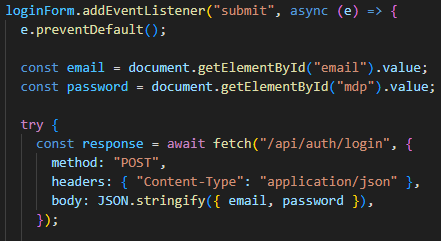 loginForm.addEventListener("submit", async (e) => {
  e.preventDefault();

  const email = document.getElementById("email").value;
  const password = document.getElementById("mdp").value;

  try {
    const response = await fetch("/api/auth/login", {
      method: "POST",
      headers: { "Content-Type": "application/json" },
      body: JSON.stringify({ email, password }),
    });